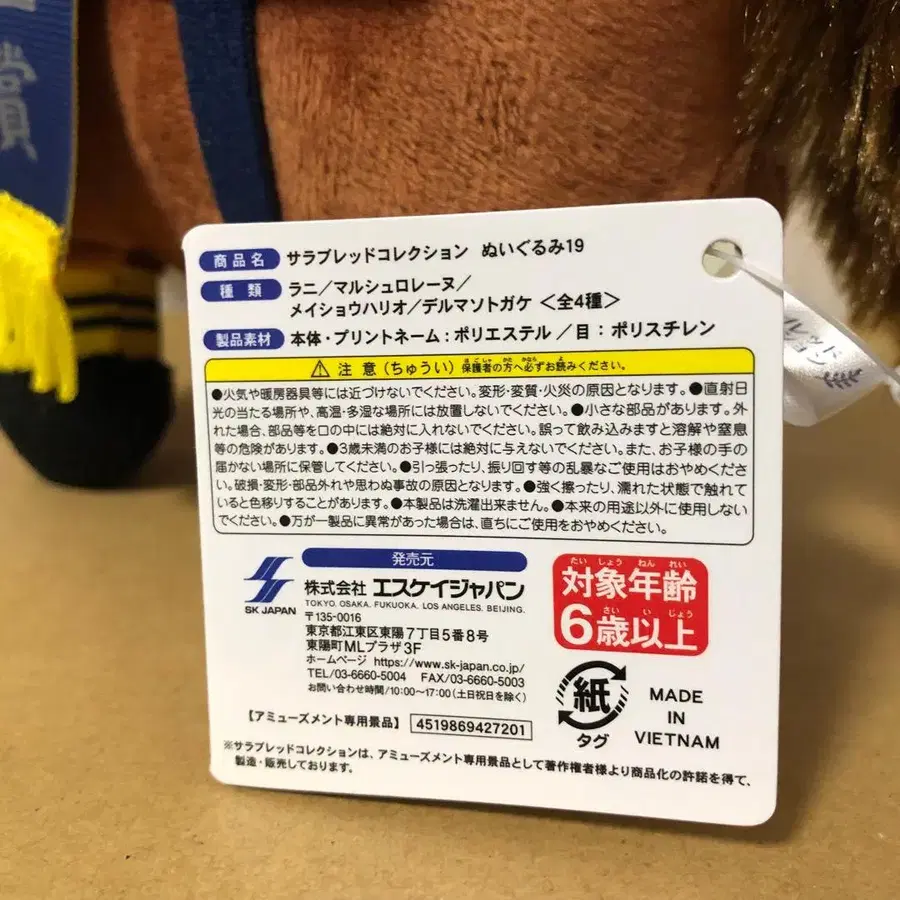 賞
商品名 サラブレッドコレクション ぬいぐるみ19
種類 ラニ/マルシュロレーヌ/
メイショウハリオ/デルマソトガケ <全4種>
製品素材 本体・プリントネーム:ポリエステル/目:ポリスチレン
注意(ちゅうい)保護者の方へ必ずお読みください。
●火気や暖房器具等には近づけないでください。変形・変質・火災の原因となります。●直射日
光の当たる場所や、高温・多湿な場所には放置しないでください。●小さな部品があります。外
れた場合、部品等を口の中には絶対に入れないでください。誤って飲み込みますと溶解や窒息
等の危険があります。●3歳未満のお子様には絶対に与えないでください。また、お子様の手の
届かない場所に保管してください。●引っ張ったり、振り回す等の乱暴なご使用はおやめくださ
い。破損・変形・部品外れや思わぬ事故の原因となります。●強く擦ったり、濡れた状態で触れて
いると色移りすることがあります。●本製品は洗濯出来ません。●本来の用途以外に使用しない
でください。●万が一製品に異常があった場合は、直ちにご使用をおやめください。
発売元
SK JAPAN
株式会社 エスケイジャパン
TOKYO. OSAKA. FUKUOKA. LOS ANGELES. BEIJING.
〒135-0016
東京都江東区東陽7丁目5番8号
東陽町MLプラザ3F
ホームページ https://www.sk-japan.co.jp/
TEL/03-6660-5004 FAX/03-6660-5003
お問い合わせ時間/10:00〜17:00(土日祝日を除く)
たいしょうねんれい
対象年齢
さいいじょう
6歳以上
紙
タグ
MADE
IN
VIETNAM
【アミューズメント専用景品】 4519869427201
※サラブレッドコレクションは、アミューズメント専用景品として著作権者様より商品化の許諾を得て、
製造・販売しております。